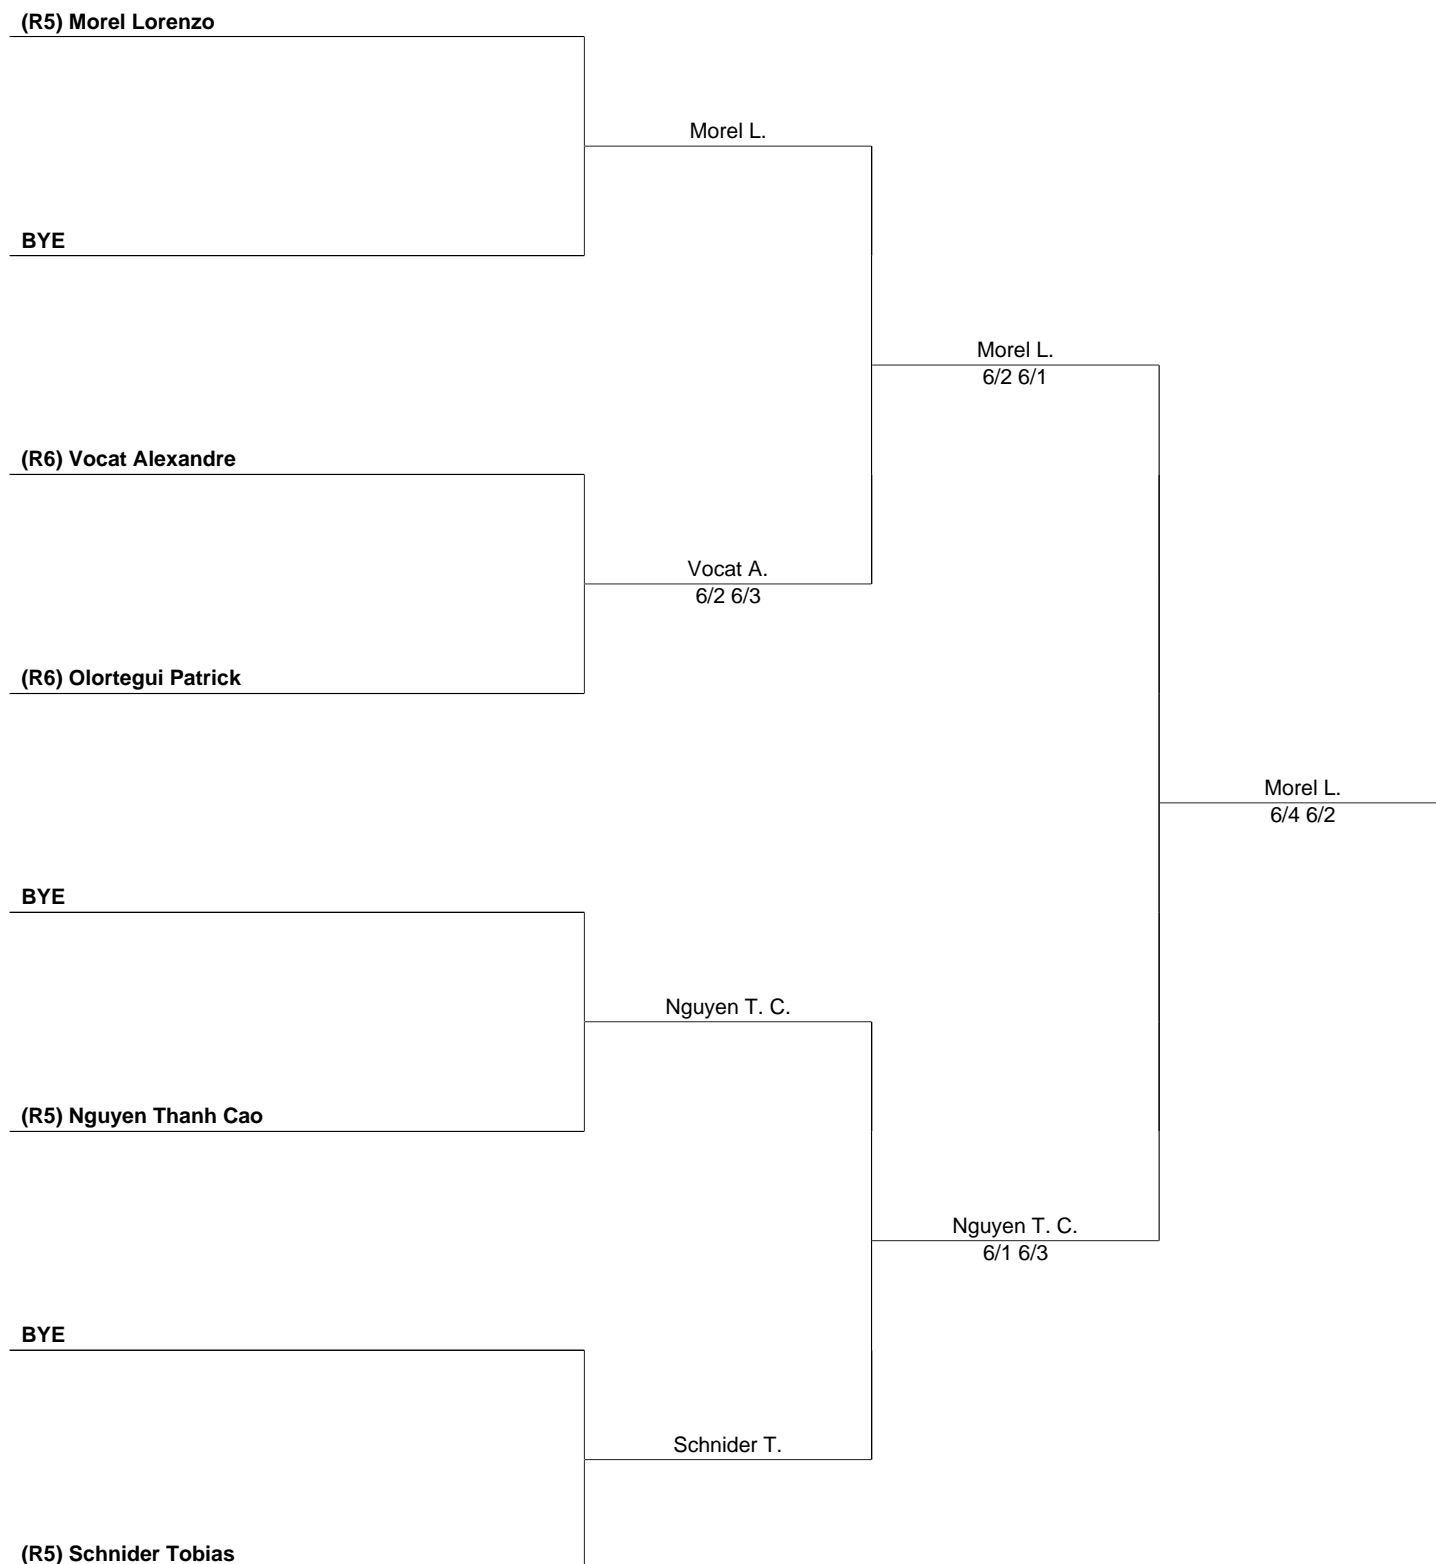 (R5) Morel Lorenzo
Morel L.
BYE
Morel L.
6/2 6/1
(R6) Vocat Alexandre
Vocat A.
6/2 6/3
(R6) Olortegui Patrick
Morel L.
6/4 6/2
BYE
Nguyen T. C.
(R5) Nguyen Thanh Cao
Nguyen T. C.
6/1 6/3
BYE
Schnider T.
(R5) Schnider Tobias